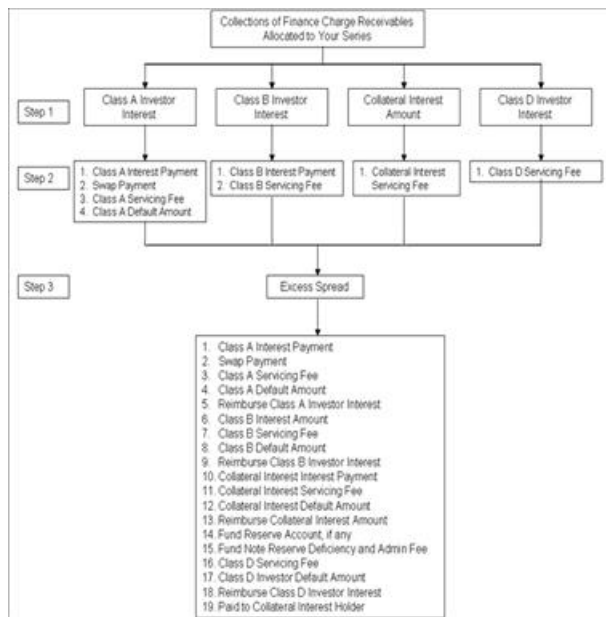 Collections of Finance Charge Receivables
Allocated to Your Series
Step 1
Class A Investor
Interest
Class B Investor
Interest
Collateral Interest
Amount
Class D Investor
Interest
Step 2
1. Class A Interest Payment
2. Swap Payment
3. Class A Servicing Fee
4. Class A Default Amount
1. Class B Interest Payment
2. Class B Servicing Fee
1. Collateral Interest
Servicing Fee
1. Class D Servicing Fee
Step 3
Excess Spread
1. Class A Interest Payment
2. Swap Payment
3. Class A Servicing Fee
4. Class A Default Amount
5. Reimburse Class A Investor Interest
6. Class B Interest Amount
7. Class B Servicing Fee
8. Class B Default Amount
9. Reimburse Class B Investor Interest
10. Collateral Interest Interest Payment
11. Collateral Interest Servicing Fee
12. Collateral Interest Default Amount
13. Reimburse Collateral Interest Amount
14. Fund Reserve Account, if any
15. Fund Note Reserve Deficiency and Admin Fee
16. Class D Servicing Fee
17. Class D Investor Default Amount
18. Reimburse Class D Investor Interest
19. Paid to Collateral Interest Holder